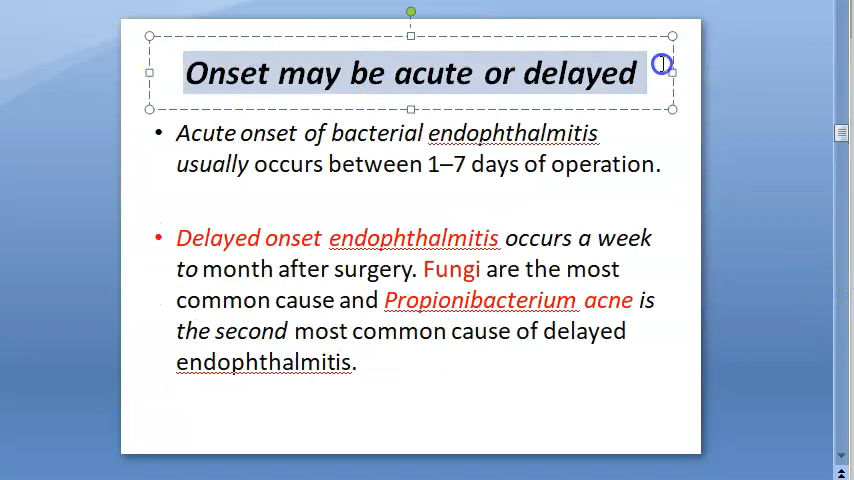 Onset may be acute or delayed
• Acute onset of bacterial endophthalmitis
usually occurs between 1–7 days of operation.
• Delayed onset endophthalmitis occurs a week
to month after surgery. Fungi are the most
common cause and Propionibacterium acne is
the second most common cause of delayed
endophthalmitis.